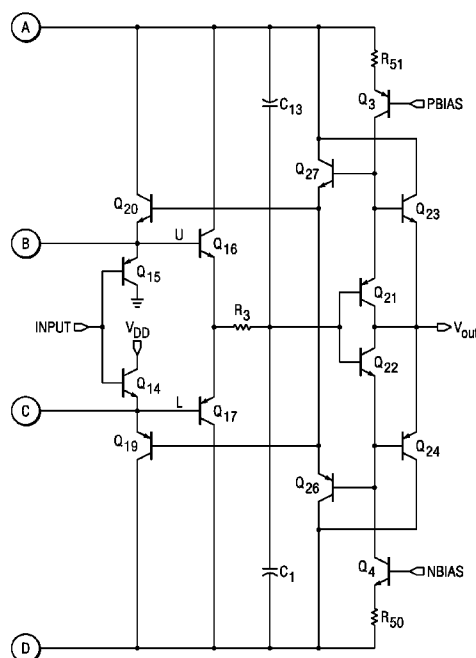 A
R51
Q3
PBIAS
C13
Q27
Q20
Q23
B
U
Q16
Q15
Q21
R3
INPUT
VDD
Vout
Q22
Q14
C
L
Q17
Q19
Q24
Q26
C1
Q4
NBIAS
R50
D